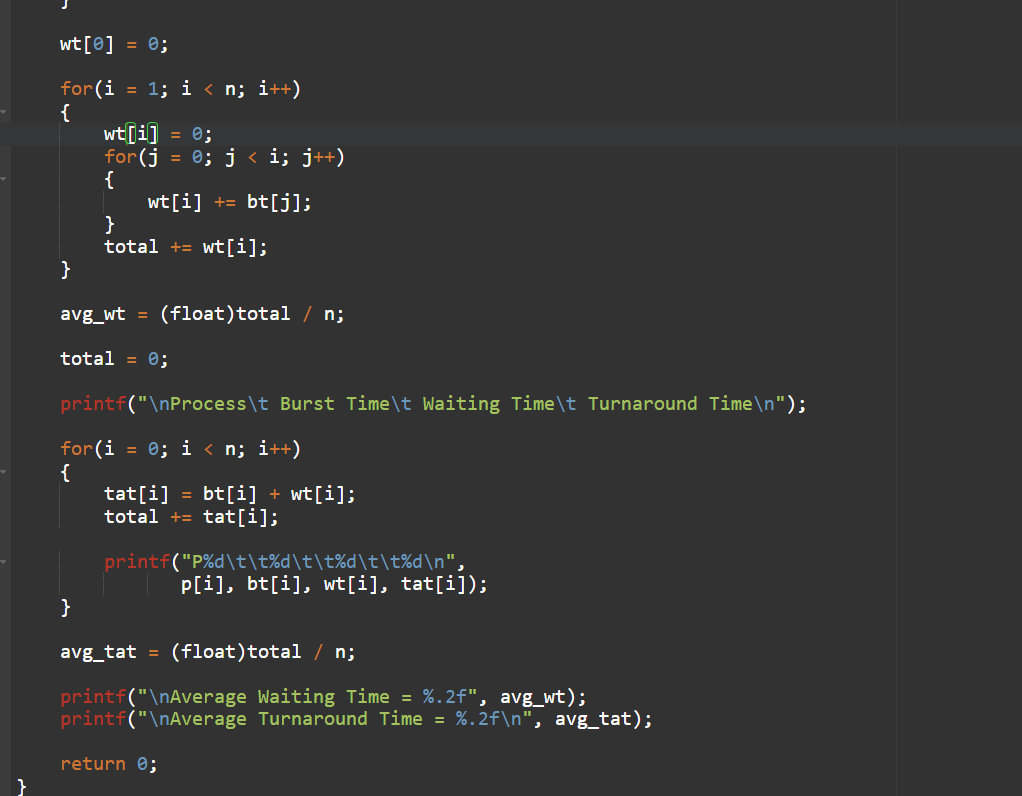 }
wt[0] = 0;
for(i = 1; i < n; i++)
{
wt[i] = 0;
for(j = 0; j < i; j++)
{
wt[i] += bt[j];
}
total += wt[i];
}
avg_wt = (float)total / n;
total = 0;
printf("\nProcess\t Burst Time\t Waiting Time\t Turnaround Time\n");
for(i = 0; i < n; i++)
{
tat[i] = bt[i] + wt[i];
total += tat[i];
printf("P%d\t\t%d\t\t%d\t\t%d\n",
p[i], bt[i], wt[i], tat[i]);
}
avg_tat = (float)total / n;
printf("\nAverage Waiting Time = %.2f", avg_wt);
printf("\nAverage Turnaround Time = %.2f\n", avg_tat);
return 0;
}